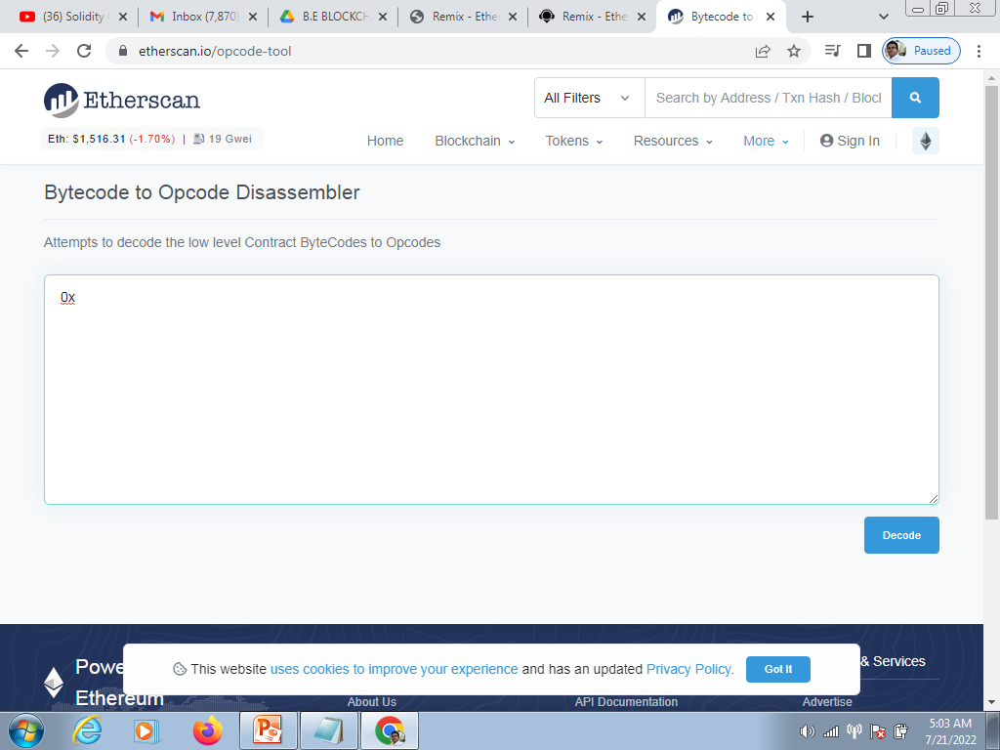 (36) Solidity
Inbox (7,870)
B.E BLOCKCH
Remix - Ethe
Remix - Ethe
Bytecode to
etherscan.io/opcode-tool
Paused
Etherscan
All Filters
Search by Address / Txn Hash / Block
Eth: $1,516.31 (-1.70%) | 19 Gwei
Home Blockchain Tokens Resources More Sign In
Bytecode to Opcode Disassembler
Attempts to decode the low level Contract ByteCodes to Opcodes
0x
Decode
Powe
& Services
This website uses cookies to improve your experience and has an updated Privacy Policy.
Got It
Ethereum
About Us
API Documentation
Advertise
5:03 AM
7/21/2022